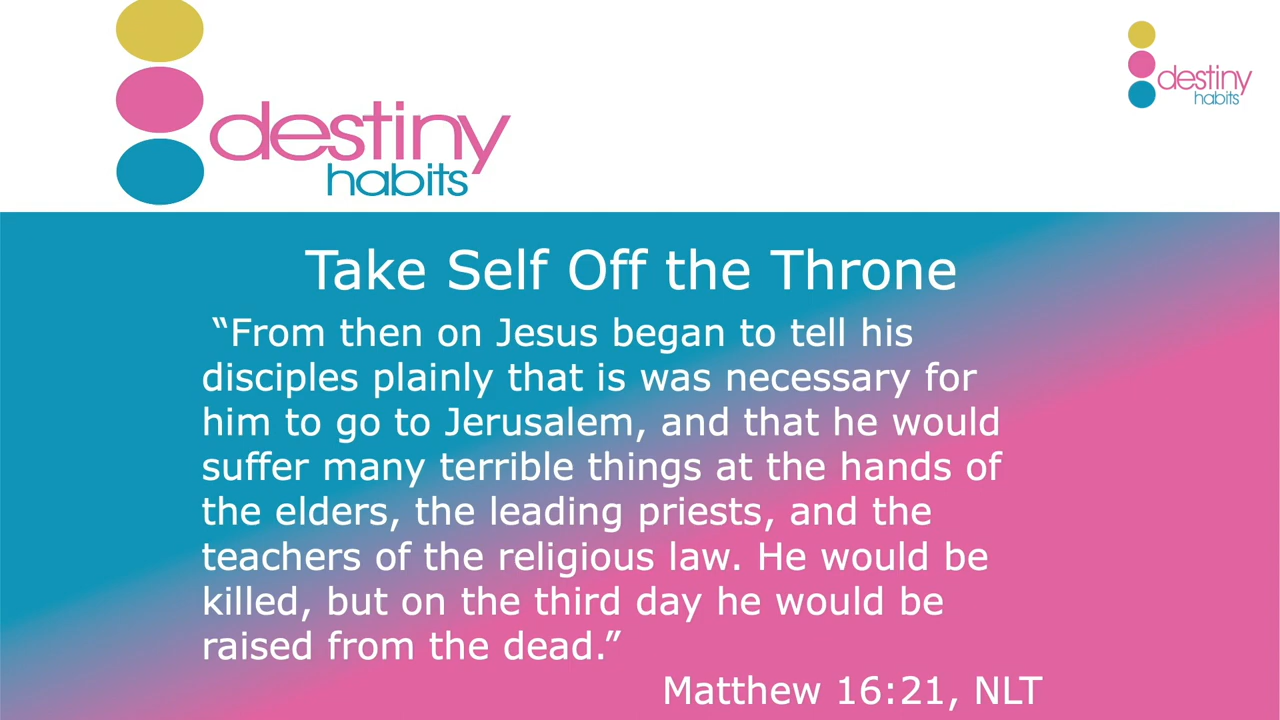 destiny
habits
destiny
habits
Take Self Off the Throne
“From then on Jesus began to tell his
disciples plainly that is was necessary for
him to go to Jerusalem, and that he would
suffer many terrible things at the hands of
the elders, the leading priests, and the
teachers of the religious law. He would be
killed, but on the third day he would be
raised from the dead.”
Matthew 16:21, NLT